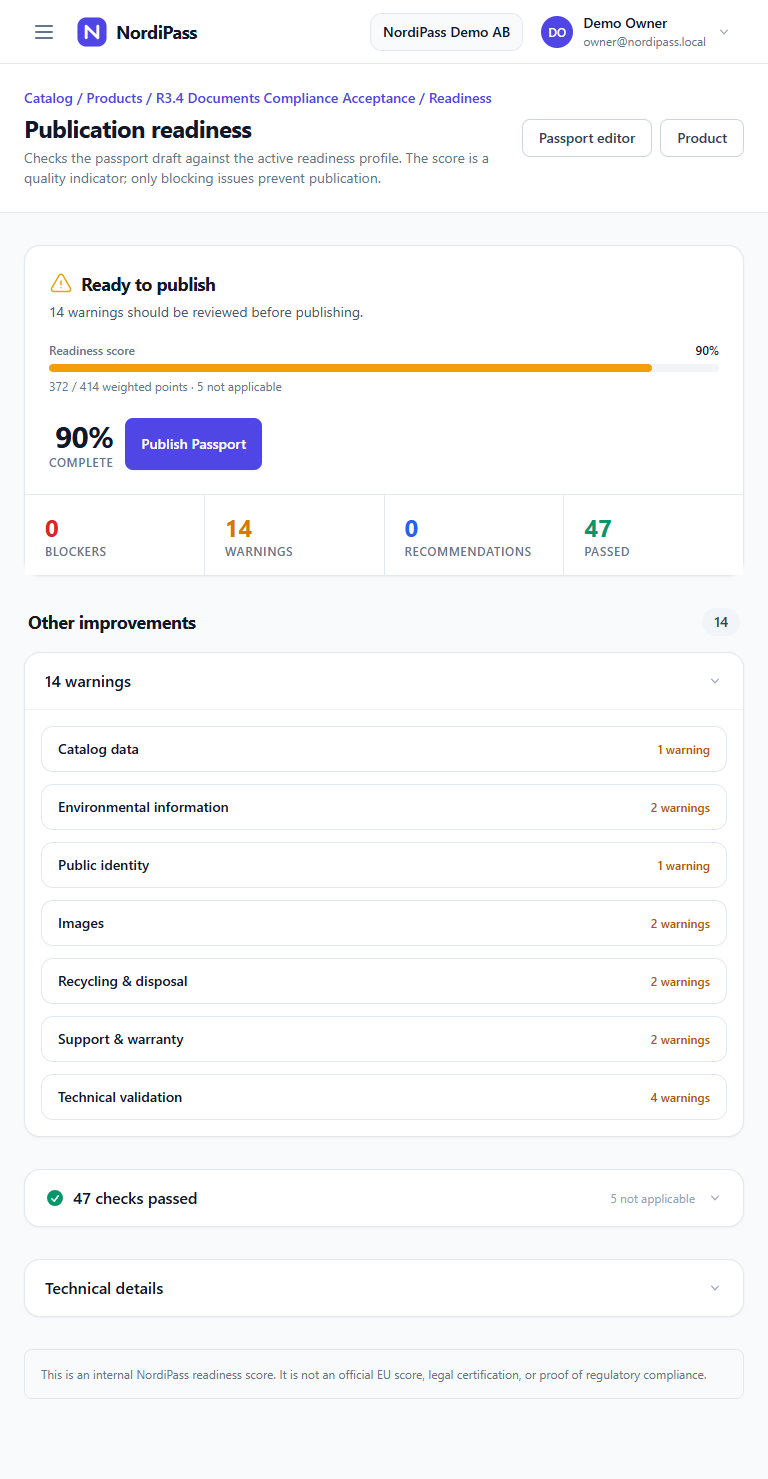 NordiPass
NordiPass Demo AB
DO
Demo Owner
owner@nordipass.local
Catalog / Products / R3.4 Documents Compliance Acceptance / Readiness
Publication readiness
Checks the passport draft against the active readiness profile. The score is a
quality indicator; only blocking issues prevent publication.
Passport editor
Product
Ready to publish
14 warnings should be reviewed before publishing.
Readiness score
90%
372 / 414 weighted points · 5 not applicable
90%
COMPLETE
Publish Passport
0
BLOCKERS
14
WARNINGS
0
RECOMMENDATIONS
47
PASSED
Other improvements
14
14 warnings
Catalog data
1 warning
Environmental information
2 warnings
Public identity
1 warning
Images
2 warnings
Recycling & disposal
2 warnings
Support & warranty
2 warnings
Technical validation
4 warnings
47 checks passed
5 not applicable
Technical details
This is an internal NordiPass readiness score. It is not an official EU score, legal certification, or proof of regulatory compliance.